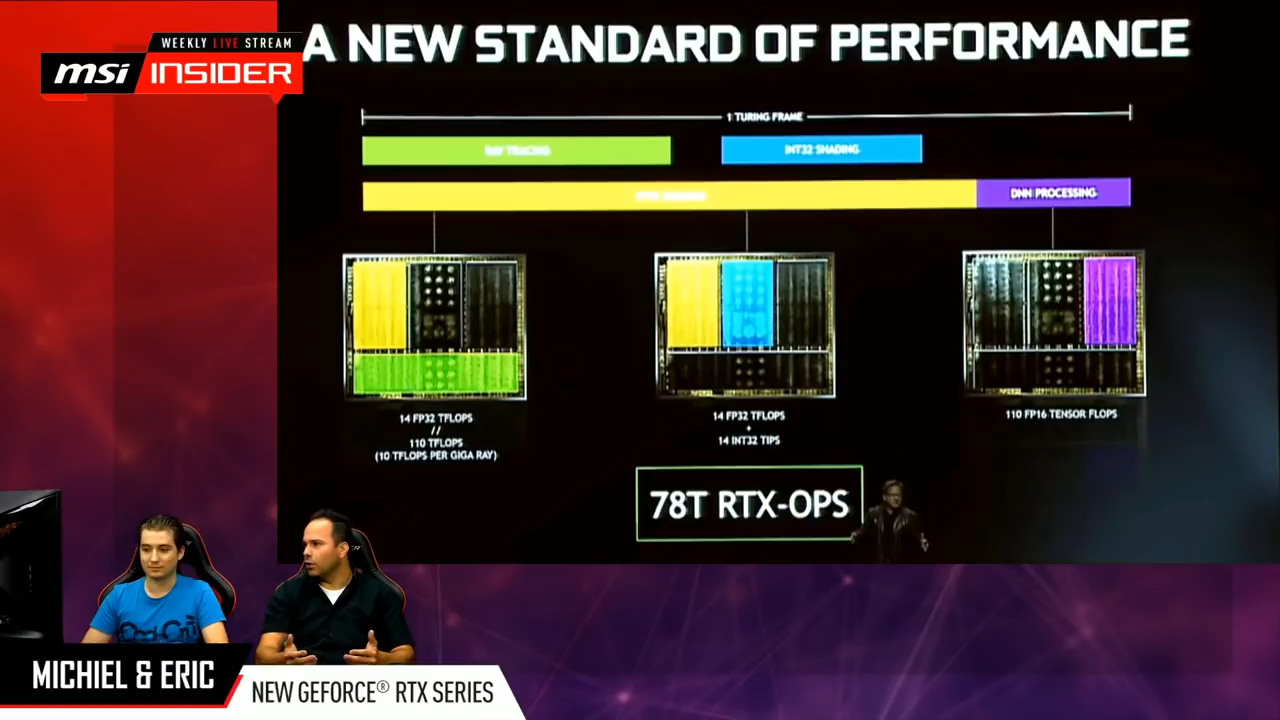 WEEKLY LIVE STREAM
msi INSIDER
A NEW STANDARD OF PERFORMANCE
1 TURING FRAME
RAY TRACING
INT32 SHADING
DNN PROCESSING
14 FP32 TFLOPS
//
110 TFLOPS
(10 TFLOPS PER GIGA RAY)
14 FP32 TFLOPS
+
14 INT32 TIPS
110 FP16 TENSOR FLOPS
78T RTX-OPS
MICHIEL & ERIC
NEW GEFORCE® RTX SERIES